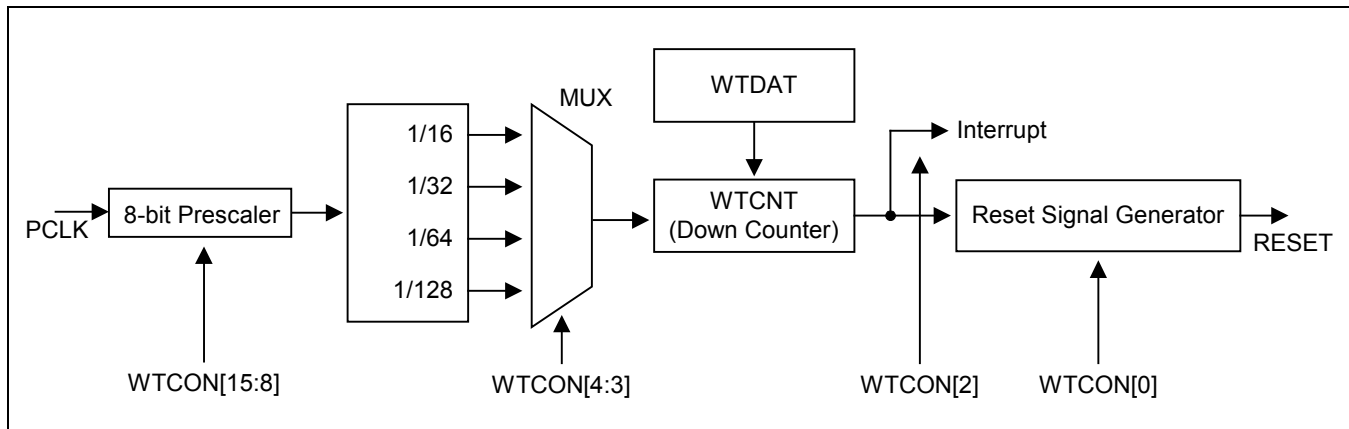 PCLK
8-bit Prescaler
WTCON[15:8]
1/16
1/32
1/64
1/128
MUX
WTCON[4:3]
WTDAT
WTCNT
(Down Counter)
Interrupt
WTCON[2]
Reset Signal Generator
RESET
WTCON[0]